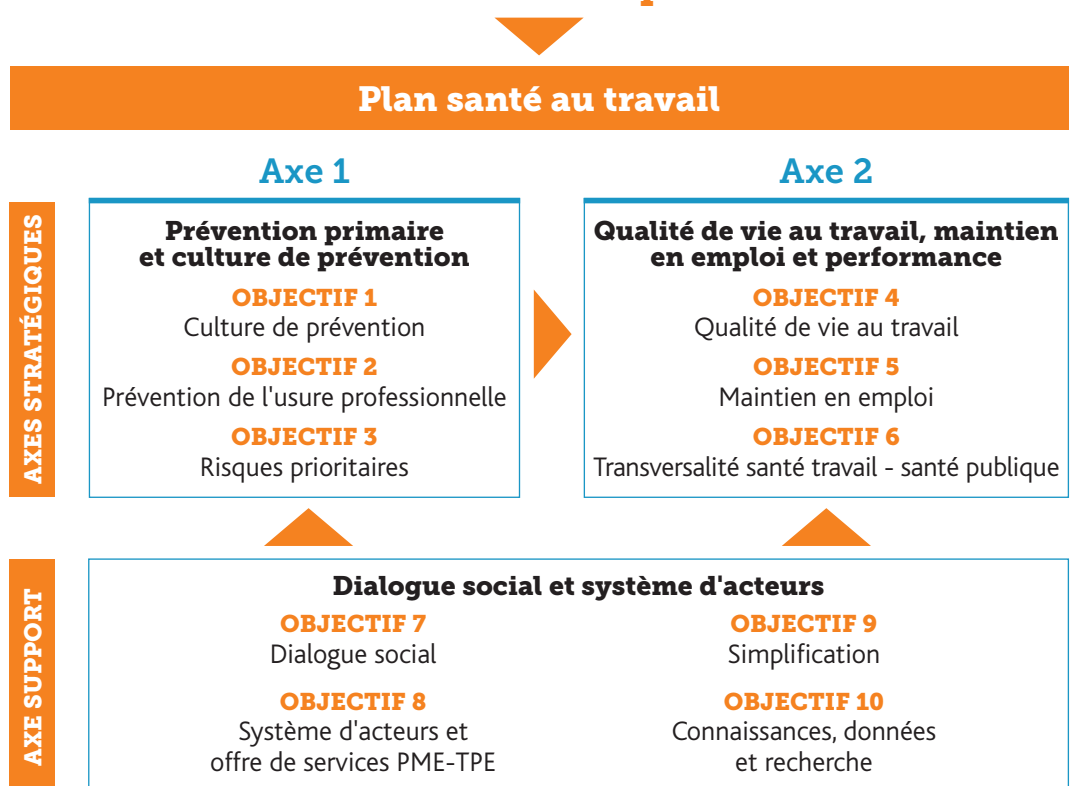 Plan santé au travail
Axe 1
Axe 2
AXES STRATÉGIQUES
Prévention primaire
et culture de prévention
OBJECTIF 1
Culture de prévention
OBJECTIF 2
Prévention de l'usure professionnelle
OBJECTIF 3
Risques prioritaires
Qualité de vie au travail, maintien
en emploi et performance
OBJECTIF 4
Qualité de vie au travail
OBJECTIF 5
Maintien en emploi
OBJECTIF 6
Transversalité santé travail - santé publique
AXE SUPPORT
Dialogue social et système d'acteurs
OBJECTIF 7
Dialogue social
OBJECTIF 8
Système d'acteurs et
offre de services PME-TPE
OBJECTIF 9
Simplification
OBJECTIF 10
Connaissances, données
et recherche